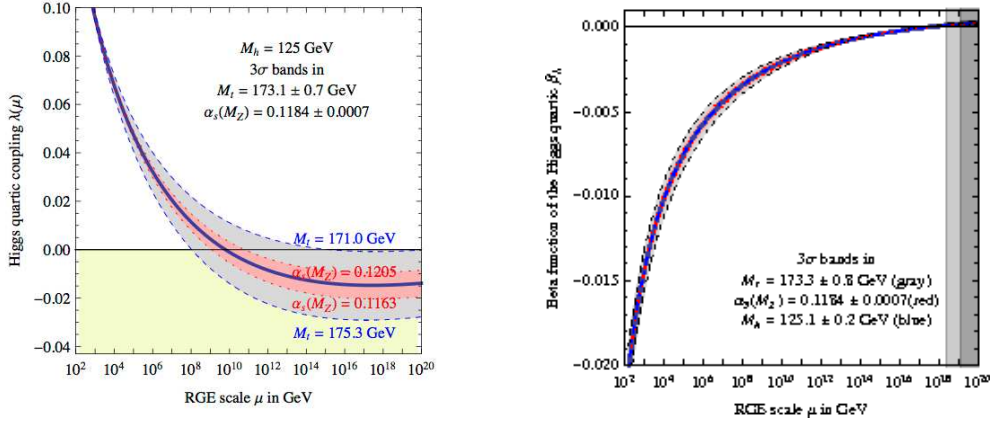 Higgs quartic coupling λ(μ)
0.10
0.08
0.06
0.04
0.02
0.00
−0.02
−0.04
M_h = 125 GeV
3σ bands in
M_t = 173.1 ± 0.7 GeV
α_s(M_Z) = 0.1184 ± 0.0007
M_t = 171.0 GeV
α_s(M_Z) = 0.1205
α_s(M_Z) = 0.1163
M_t = 175.3 GeV
10^2 10^4 10^6 10^8 10^10 10^12 10^14 10^16 10^18 10^20
RGE scale μ in GeV
Beta function of the Higgs quartic β_λ
0.000
−0.005
−0.010
−0.015
−0.020
3σ bands in
M_t = 173.3 ± 0.8 GeV (gray)
α_3(M_Z) = 0.1184 ± 0.0007(red)
M_h = 125.1 ± 0.2 GeV (blue)
10^2 10^4 10^6 10^8 10^10 10^12 10^14 10^16 10^18 10^20
RGE scale μ in GeV